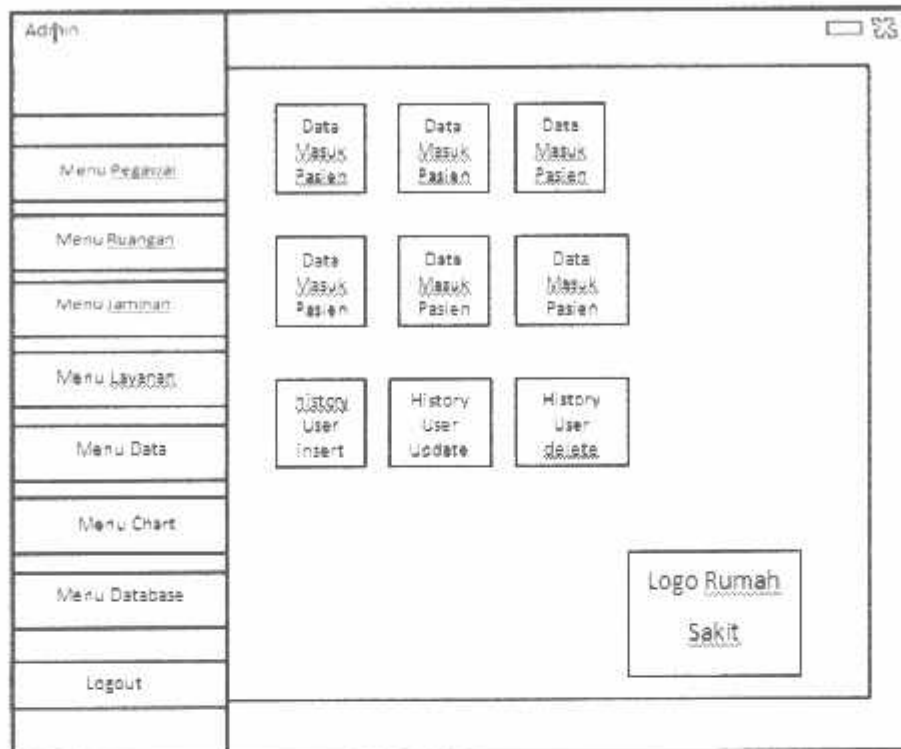 Admin
Menu Pegawai
Menu Ruangan
Menu Jaminan
Menu Layanan
Menu Data
Menu Chart
Menu Database
Logout
Data
Masuk
Pasien
Data
Masuk
Pasien
Data
Masuk
Pasien
Data
Masuk
Pasien
Data
Masuk
Pasien
Data
Masuk
Pasien
history
User
insert
History
User
Update
History
User
delete
Logo Rumah
Sakit